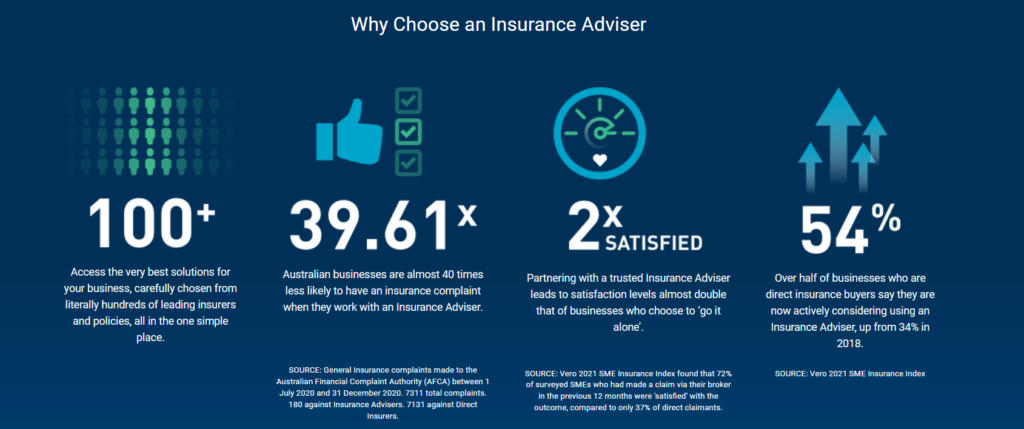 Why Choose an Insurance Adviser
100+
Access the very best solutions for
your business, carefully chosen from
literally hundreds of leading insurers
and policies, all in the one simple
place.
39.61x
Australian businesses are almost 40 times
less likely to have an insurance complaint
when they work with an Insurance Adviser.
SOURCE: General Insurance complaints made to the
Australian Financial Complaint Authority (AFCA) between 1
July 2020 and 31 December 2020. 7311 total complaints.
180 against Insurance Advisers. 7131 against Direct
Insurers.
2x
SATISFIED
Partnering with a trusted Insurance Adviser
leads to satisfaction levels almost double
that of businesses who choose to ‘go it
alone’.
SOURCE: Vero 2021 SME Insurance Index found that 72%
of surveyed SMEs who had made a claim via their broker
in the previous 12 months were 'satisfied' with the
outcome, compared to only 37% of direct claimants.
54%
Over half of businesses who are
direct insurance buyers say they are
now actively considering using an
Insurance Adviser, up from 34% in
2018.
SOURCE: Vero 2021 SME Insurance Index